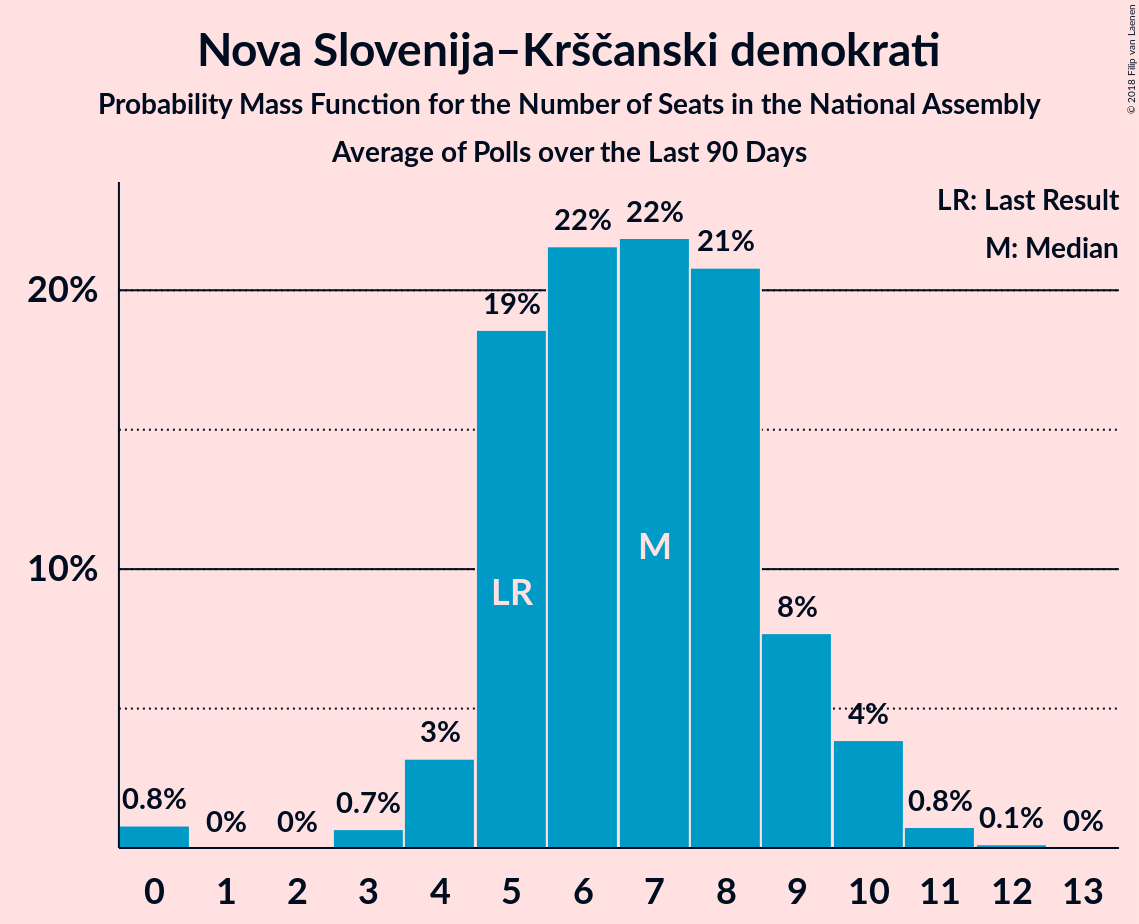 Nova Slovenija–Krščanski demokrati
Probability Mass Function for the Number of Seats in the National Assembly
Average of Polls over the Last 90 Days
© 2018 Filip van Laenen
LR: Last Result
M: Median
20%
10%
0.8%
0%
0%
0.7%
3%
19%
22%
22%
21%
8%
4%
0.8%
0.1%
0%
LR
M
0 1 2 3 4 5 6 7 8 9 10 11 12 13